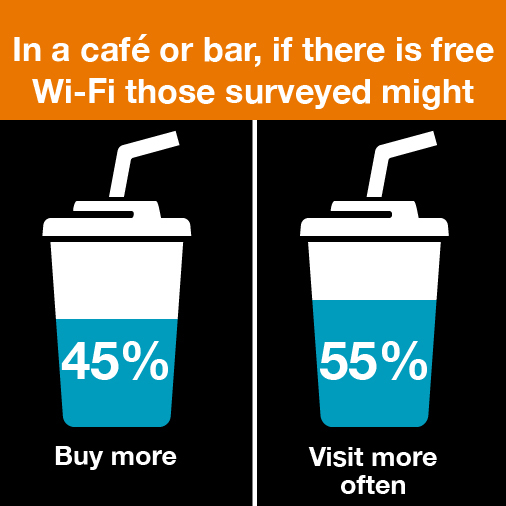 In a café or bar, if there is free
Wi-Fi those surveyed might
45%
Buy more
55%
Visit more
often